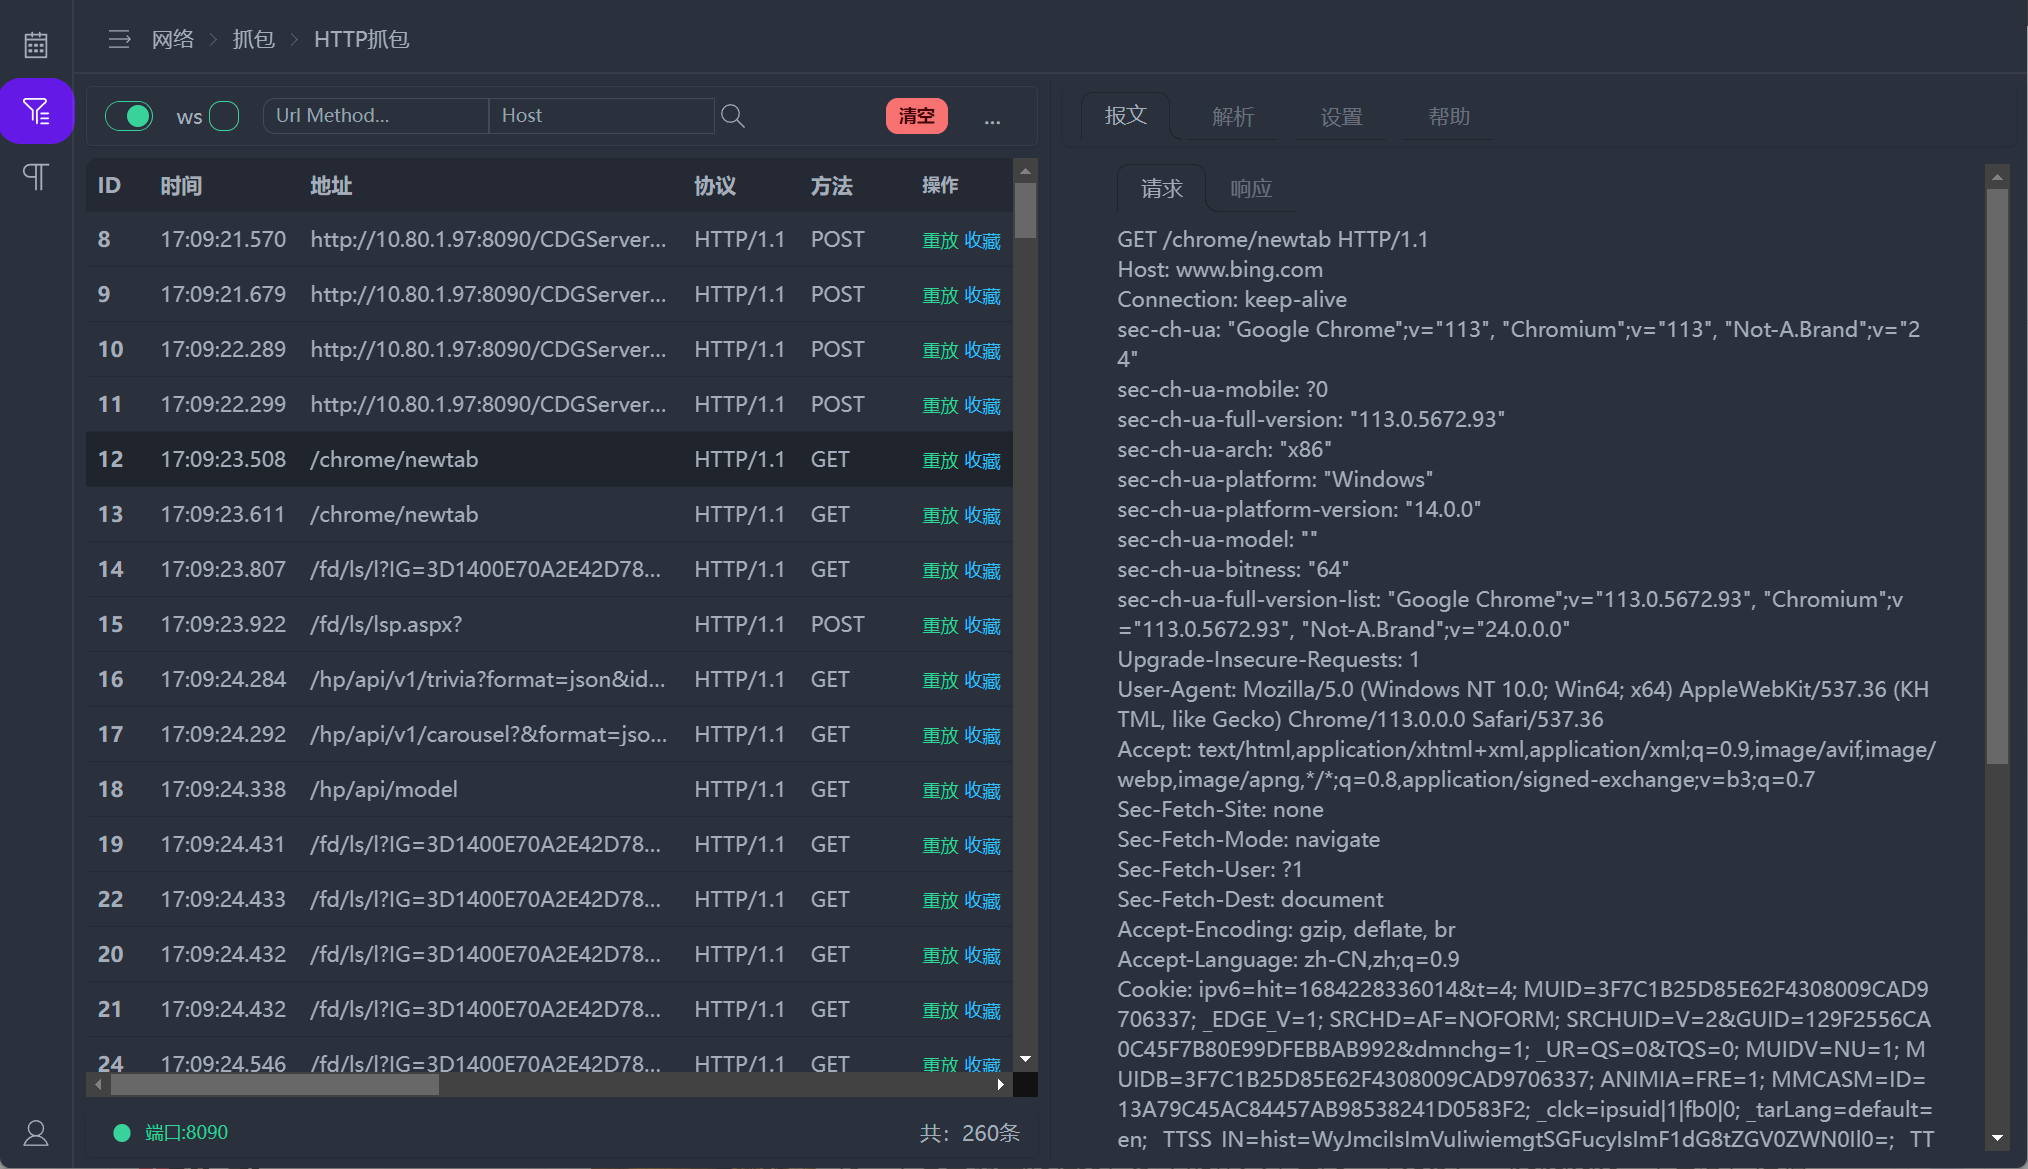 网络 抓包 HTTP抓包
ws Url Method... Host 清空 ...
ID 时间 地址 协议 方法 操作
8 17:09:21.570 http://10.80.1.97:8090/CDGServer... HTTP/1.1 POST 重放 收藏
9 17:09:21.679 http://10.80.1.97:8090/CDGServer... HTTP/1.1 POST 重放 收藏
10 17:09:22.289 http://10.80.1.97:8090/CDGServer... HTTP/1.1 POST 重放 收藏
11 17:09:22.299 http://10.80.1.97:8090/CDGServer... HTTP/1.1 POST 重放 收藏
12 17:09:23.508 /chrome/newtab HTTP/1.1 GET 重放 收藏
13 17:09:23.611 /chrome/newtab HTTP/1.1 GET 重放 收藏
14 17:09:23.807 /fd/ls/l?IG=3D1400E70A2E42D78... HTTP/1.1 GET 重放 收藏
15 17:09:23.922 /fd/ls/lsp.aspx? HTTP/1.1 POST 重放 收藏
16 17:09:24.284 /hp/api/v1/trivia?format=json&id... HTTP/1.1 GET 重放 收藏
17 17:09:24.292 /hp/api/v1/carousel?&format=jso... HTTP/1.1 GET 重放 收藏
18 17:09:24.338 /hp/api/model HTTP/1.1 GET 重放 收藏
19 17:09:24.431 /fd/ls/l?IG=3D1400E70A2E42D78... HTTP/1.1 GET 重放 收藏
22 17:09:24.433 /fd/ls/l?IG=3D1400E70A2E42D78... HTTP/1.1 GET 重放 收藏
20 17:09:24.432 /fd/ls/l?IG=3D1400E70A2E42D78... HTTP/1.1 GET 重放 收藏
21 17:09:24.432 /fd/ls/l?IG=3D1400E70A2E42D78... HTTP/1.1 GET 重放 收藏
24 17:09:24.546 /fd/ls/l?IG=3D1400E70A2E42D78... HTTP/1.1 GET 重放 收藏
端口:8090 共: 260条
报文 解析 设置 帮助
请求 响应
GET /chrome/newtab HTTP/1.1
Host: www.bing.com
Connection: keep-alive
sec-ch-ua: "Google Chrome";v="113", "Chromium";v="113", "Not-A.Brand";v="2
4"
sec-ch-ua-mobile: ?0
sec-ch-ua-full-version: "113.0.5672.93"
sec-ch-ua-arch: "x86"
sec-ch-ua-platform: "Windows"
sec-ch-ua-platform-version: "14.0.0"
sec-ch-ua-model: ""
sec-ch-ua-bitness: "64"
sec-ch-ua-full-version-list: "Google Chrome";v="113.0.5672.93", "Chromium";v
="113.0.5672.93", "Not-A.Brand";v="24.0.0.0"
Upgrade-Insecure-Requests: 1
User-Agent: Mozilla/5.0 (Windows NT 10.0; Win64; x64) AppleWebKit/537.36 (KH
TML, like Gecko) Chrome/113.0.0.0 Safari/537.36
Accept: text/html,application/xhtml+xml,application/xml;q=0.9,image/avif,image/
webp,image/apng,*/*;q=0.8,application/signed-exchange;v=b3;q=0.7
Sec-Fetch-Site: none
Sec-Fetch-Mode: navigate
Sec-Fetch-User: ?1
Sec-Fetch-Dest: document
Accept-Encoding: gzip, deflate, br
Accept-Language: zh-CN,zh;q=0.9
Cookie: ipv6=hit=1684228336014&t=4; MUID=3F7C1B25D85E62F4308009CAD9
706337; _EDGE_V=1; SRCHD=AF=NOFORM; SRCHUID=V=2&GUID=129F2556CA
0C45F7B80E99DFEBBAB992&dmnchg=1; _UR=QS=0&TQS=0; MUIDV=NU=1; M
UIDB=3F7C1B25D85E62F4308009CAD9706337; ANIMIA=FRE=1; MMCASM=ID=
13A79C45AC84457AB98538241D0583F2; _clck=ipsuid|1|fb0|0; _tarLang=default=
en; _TTSS_IN=hist=WyJmciIsImVuIiwiemgtSGFucyIsImF1dG8tZGV0ZWN0Il0=; _TT